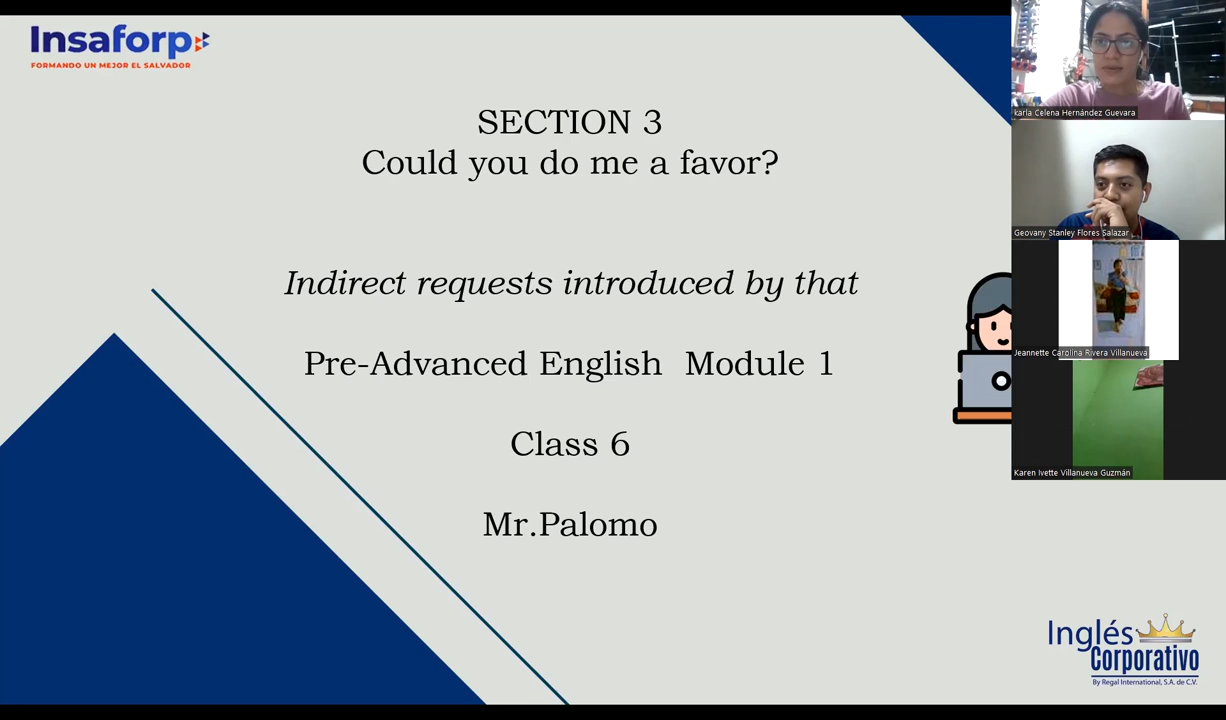 Insaforp
FORMANDO UN MEJOR EL SALVADOR
SECTION 3
Could you do me a favor?
Indirect requests introduced by that
Pre-Advanced English Module 1
Class 6
Mr.Palomo
karla Celena Hernández Guevara
Geovany Stanley Flores Salazar
Jeannette Carolina Rivera Villanueva
Karen Ivette Villanueva Guzmán
Inglés
Corporativo
By Regal International, S.A. de C.V.